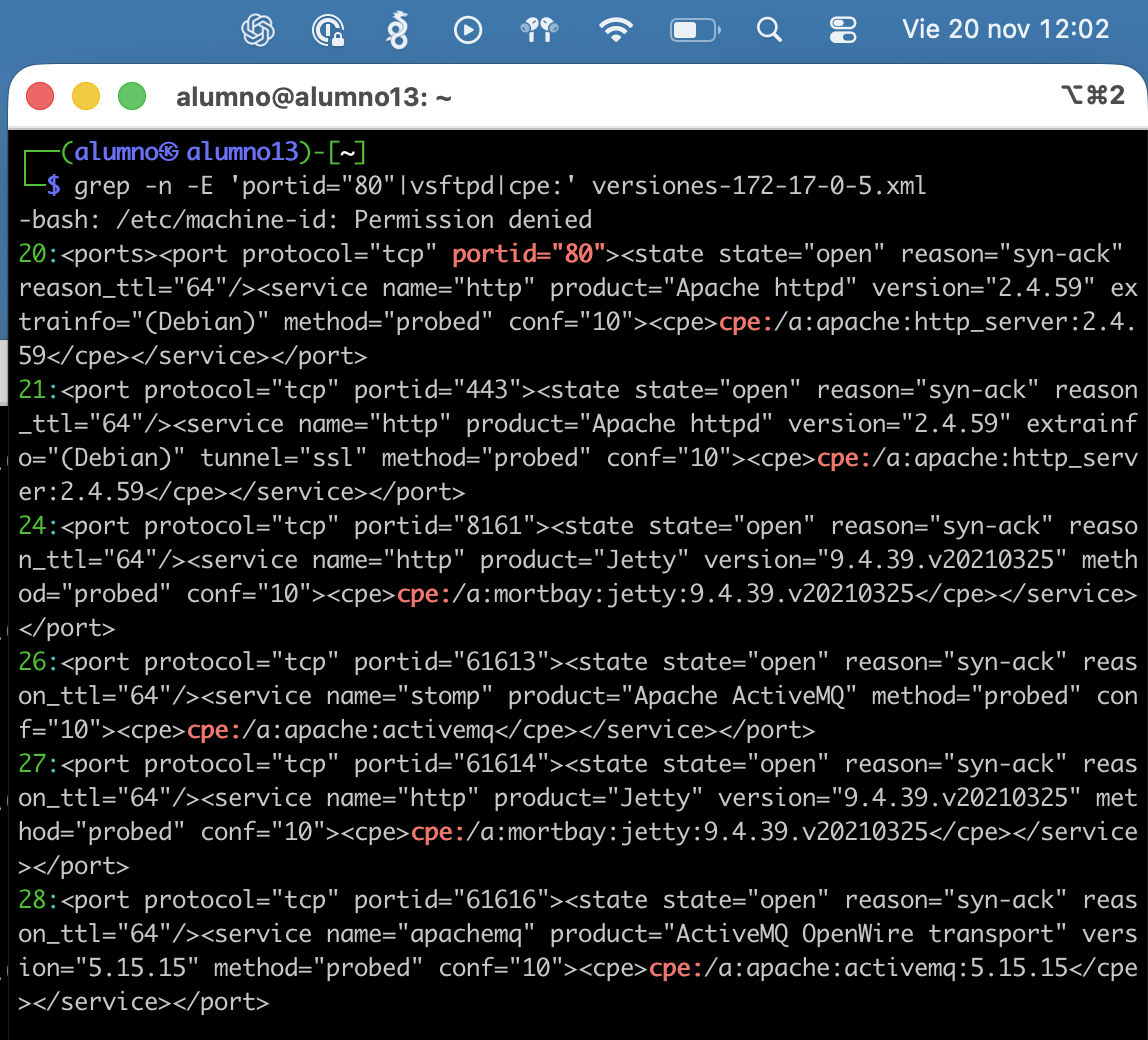 Vie 20 nov 12:02
alumno@alumno13: ~
⌥⌘2
┌──(alumno㉿ alumno13)-[~]
└─$ grep -n -E 'portid="80"|vsftpd|cpe:' versiones-172-17-0-5.xml
-bash: /etc/machine-id: Permission denied
20:<ports><port protocol="tcp" portid="80"><state state="open" reason="syn-ack"
reason_ttl="64"/><service name="http" product="Apache httpd" version="2.4.59" ex
trainfo="(Debian)" method="probed" conf="10"><cpe>cpe:/a:apache:http_server:2.4.
59</cpe></service></port>
21:<port protocol="tcp" portid="443"><state state="open" reason="syn-ack" reason
_ttl="64"/><service name="http" product="Apache httpd" version="2.4.59" extrainf
o="(Debian)" tunnel="ssl" method="probed" conf="10"><cpe>cpe:/a:apache:http_serv
er:2.4.59</cpe></service></port>
24:<port protocol="tcp" portid="8161"><state state="open" reason="syn-ack" reaso
n_ttl="64"/><service name="http" product="Jetty" version="9.4.39.v20210325" meth
od="probed" conf="10"><cpe>cpe:/a:mortbay:jetty:9.4.39.v20210325</cpe></service>
</port>
26:<port protocol="tcp" portid="61613"><state state="open" reason="syn-ack" reas
on_ttl="64"/><service name="stomp" product="Apache ActiveMQ" method="probed" con
f="10"><cpe>cpe:/a:apache:activemq</cpe></service></port>
27:<port protocol="tcp" portid="61614"><state state="open" reason="syn-ack" reas
on_ttl="64"/><service name="http" product="Jetty" version="9.4.39.v20210325" met
hod="probed" conf="10"><cpe>cpe:/a:mortbay:jetty:9.4.39.v20210325</cpe></service
></port>
28:<port protocol="tcp" portid="61616"><state state="open" reason="syn-ack" reas
on_ttl="64"/><service name="apachemq" product="ActiveMQ OpenWire transport" vers
ion="5.15.15" method="probed" conf="10"><cpe>cpe:/a:apache:activemq:5.15.15</cpe
></service></port>